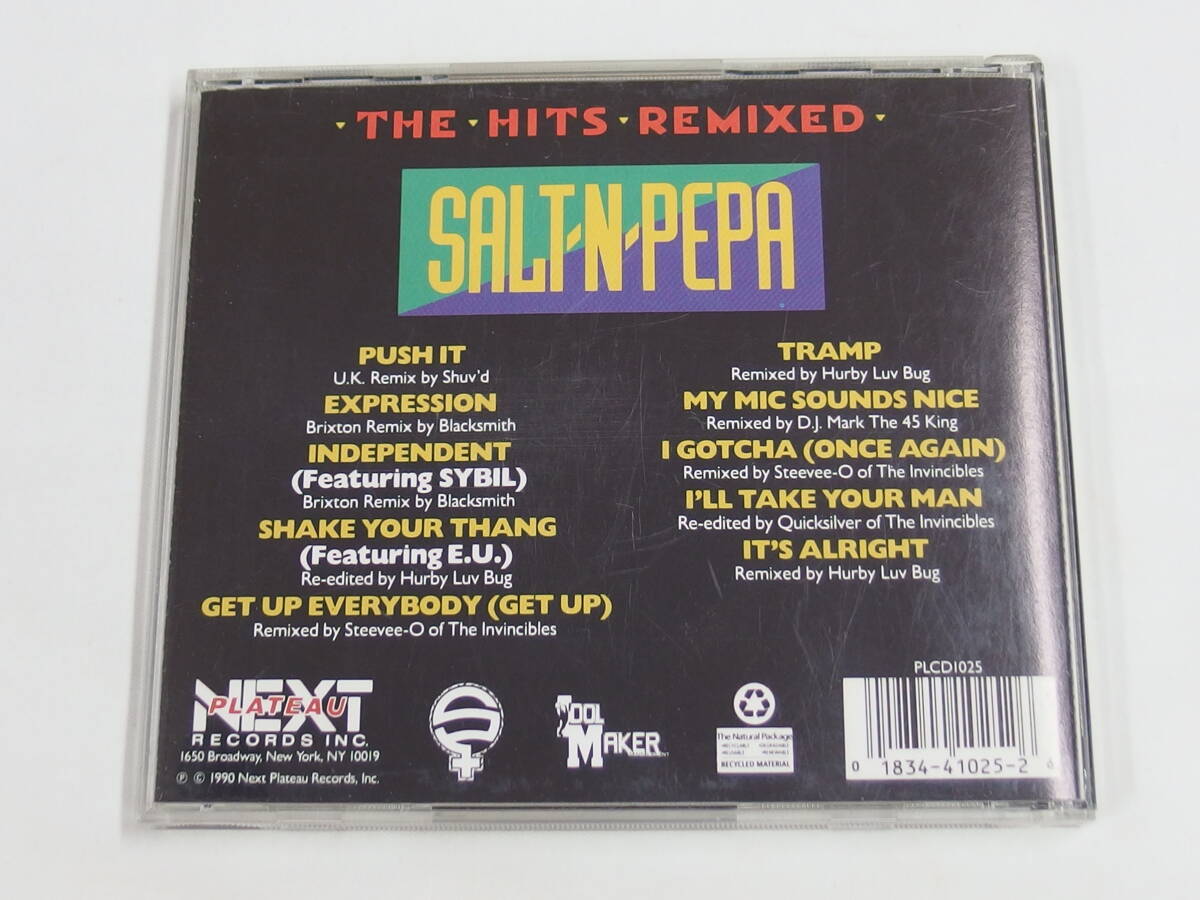 THE HITS REMIXED
SALT-N-PEPA
PUSH IT
U.K. Remix by Shuv'd
EXPRESSION
Brixton Remix by Blacksmith
INDEPENDENT
(Featuring SYBIL)
Brixton Remix by Blacksmith
SHAKE YOUR THANG
(Featuring E.U.)
Re-edited by Hurby Luv Bug
GET UP EVERYBODY (GET UP)
Remixed by Steevee-O of The Invincibles
TRAMP
Remixed by Hurby Luv Bug
MY MIC SOUNDS NICE
Remixed by D.J. Mark The 45 King
I GOTCHA (ONCE AGAIN)
Remixed by Steevee-O of The Invincibles
I'LL TAKE YOUR MAN
Re-edited by Quicksilver of The Invincibles
IT'S ALRIGHT
Remixed by Hurby Luv Bug
NEXT
PLATEAU
RECORDS INC.
1650 Broadway, New York, NY 10019
℗ © 1990 Next Plateau Records, Inc.
IDOL
MAKER
The Natural Package
RECYCLED MATERIAL
PLCD1025
0 1834-41025-2